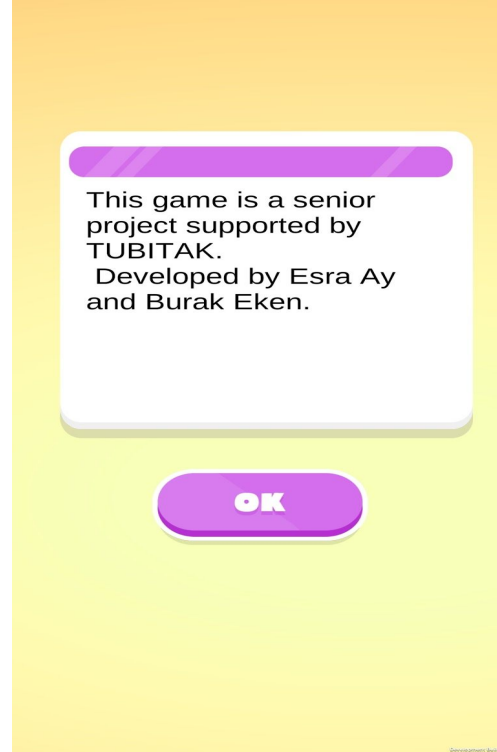 This game is a senior
project supported by
TUBITAK.
Developed by Esra Ay
and Burak Eken.
OK